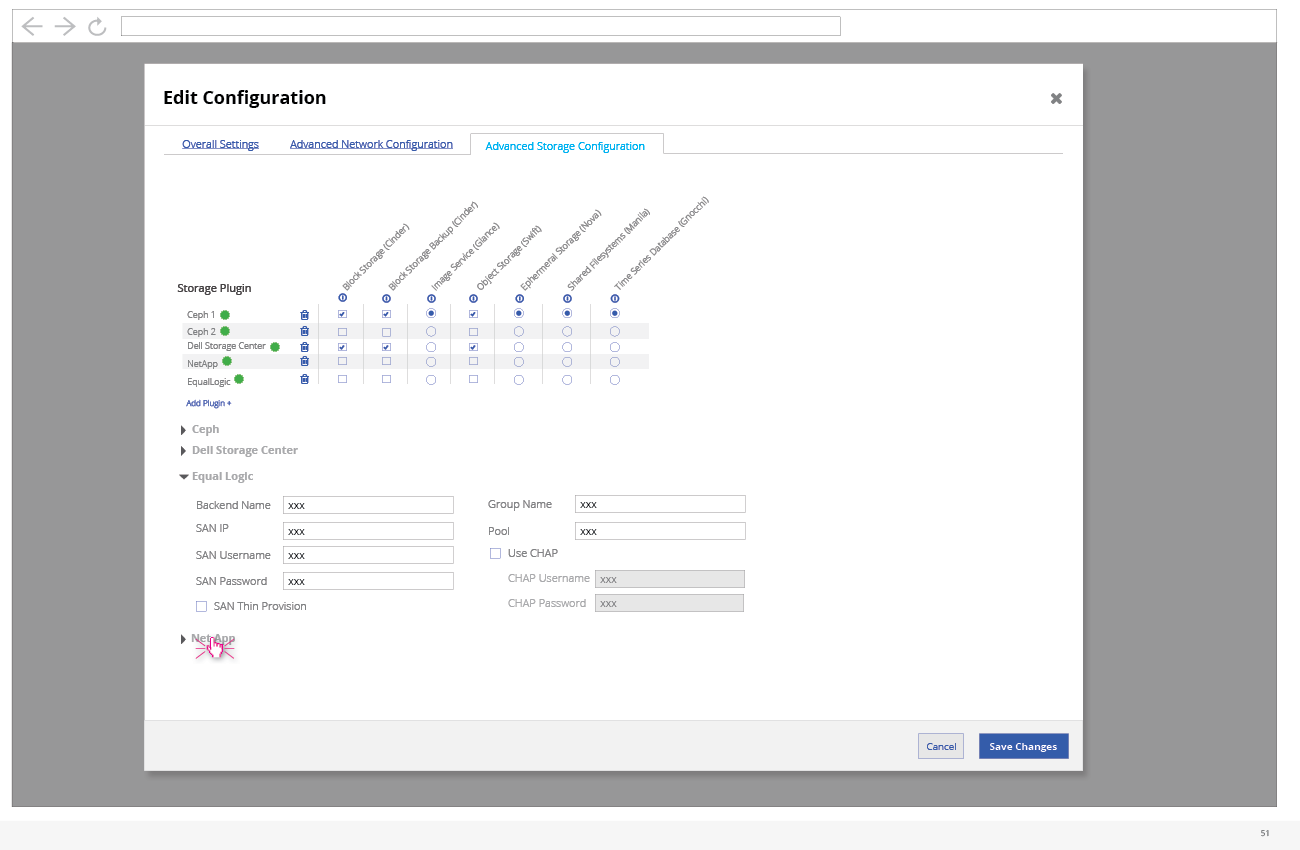 Edit Configuration
Overall Settings
Advanced Network Configuration
Advanced Storage Configuration
Block Storage (Cinder)
Block Storage Backup (Cinder)
Image Service (Glance)
Object Storage (Swift)
Ephermeral Storage (Nova)
Shared Filesystems (Manila)
Time Series Database (Gnocchi)
Storage Plugin
Ceph 1
Ceph 2
Dell Storage Center
NetApp
EqualLogic
Add Plugin +
Ceph
Dell Storage Center
Equal Logic
Backend Name xxx
Group Name xxx
SAN IP xxx
Pool xxx
SAN Username xxx
Use CHAP
SAN Password xxx
CHAP Username xxx
SAN Thin Provision
CHAP Password xxx
Net App
Cancel
Save Changes
51